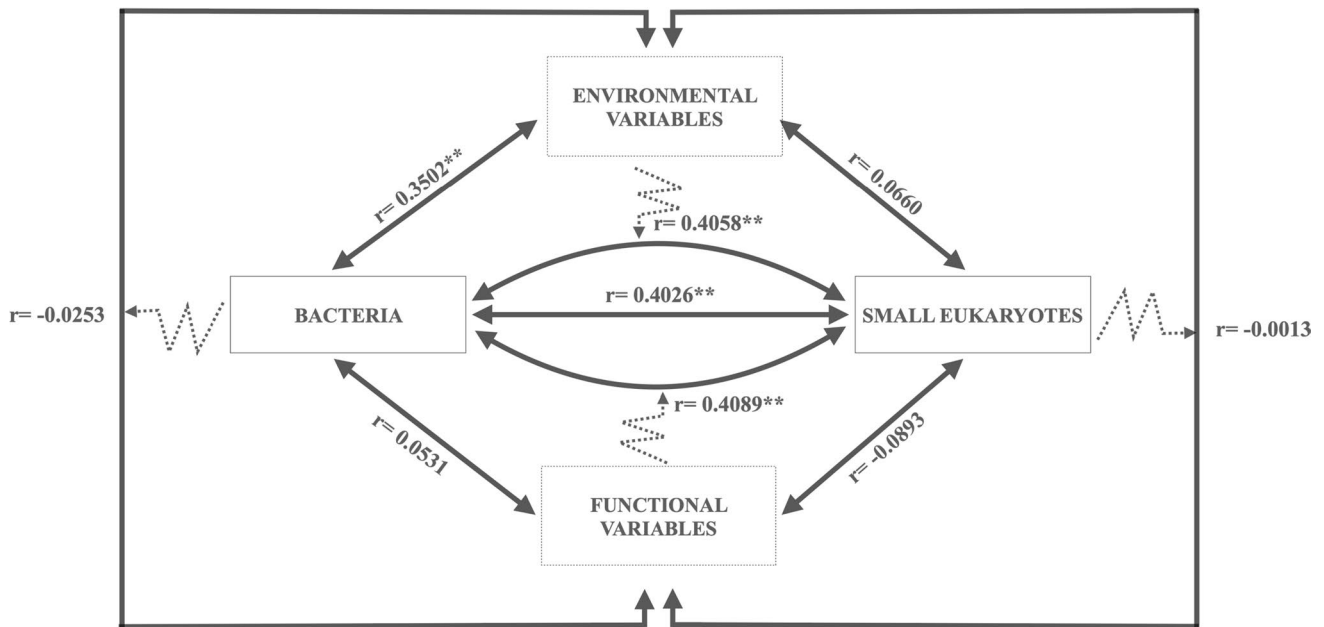 ENVIRONMENTAL
VARIABLES
r= 0.3502**
r= 0.0660
r= 0.4058**
r= -0.0253
BACTERIA
r= 0.4026**
SMALL EUKARYOTES
r= -0.0013
r= 0.4089**
r= 0.0531
r= -0.0893
FUNCTIONAL
VARIABLES